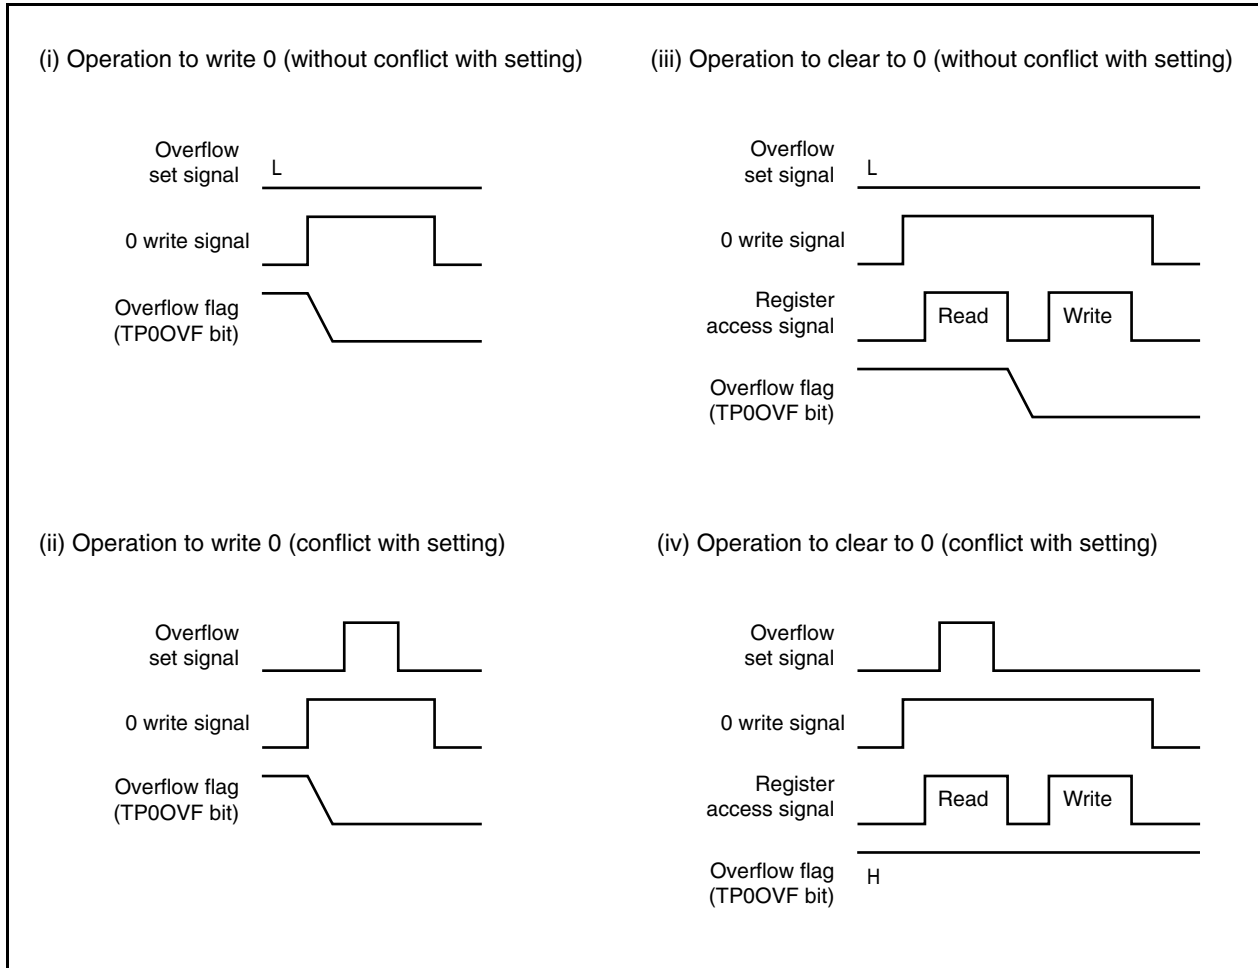 (i) Operation to write 0 (without conflict with setting)
Overflow
set signal
L
0 write signal
Overflow flag
(TP0OVF bit)
(iii) Operation to clear to 0 (without conflict with setting)
Overflow
set signal
L
0 write signal
Register
access signal
Read
Write
Overflow flag
(TP0OVF bit)
(ii) Operation to write 0 (conflict with setting)
Overflow
set signal
0 write signal
Overflow flag
(TP0OVF bit)
(iv) Operation to clear to 0 (conflict with setting)
Overflow
set signal
0 write signal
Register
access signal
Read
Write
Overflow flag
(TP0OVF bit)
H